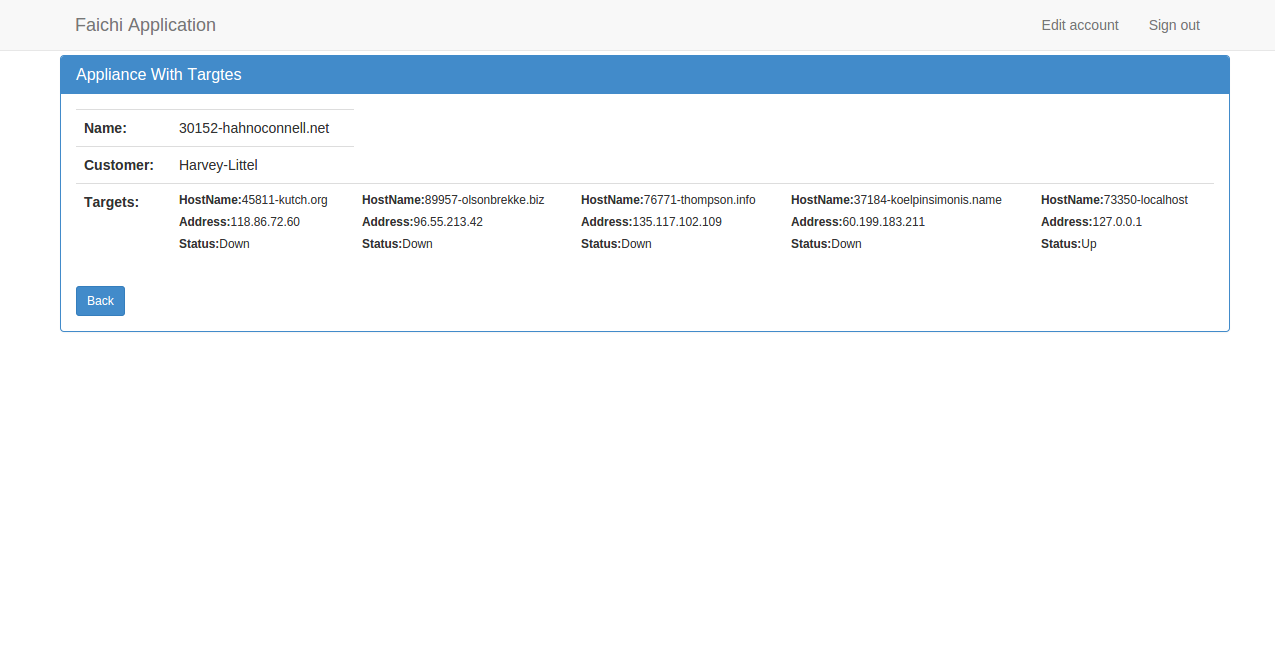 Faichi Application Edit account Sign out
Appliance With Targtes
Name: 30152-hahnoconnell.net
Customer: Harvey-Littel
Targets: HostName:45811-kutch.org HostName:89957-olsonbrekke.biz HostName:76771-thompson.info HostName:37184-koelpinsimonis.name HostName:73350-localhost
Address:118.86.72.60 Address:96.55.213.42 Address:135.117.102.109 Address:60.199.183.211 Address:127.0.0.1
Status:Down Status:Down Status:Down Status:Down Status:Up
Back